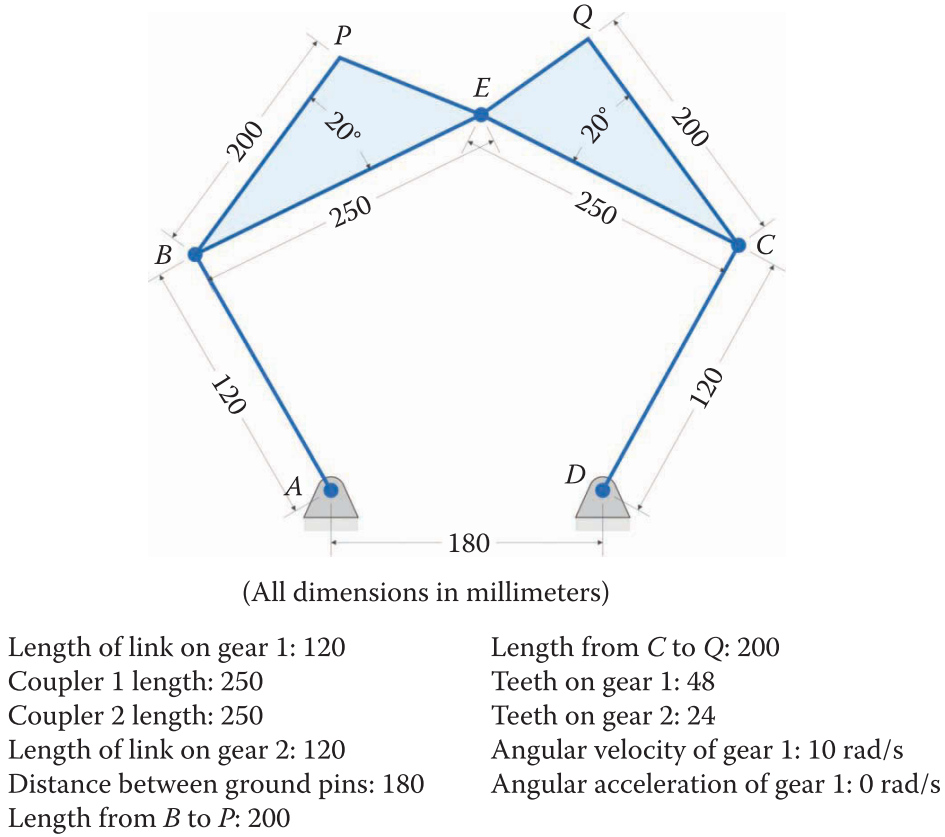 Q
P
E
200
20°
20°
200
250
250
B
C
120
120
A
D
180
(All dimensions in millimeters)
Length of link on gear 1: 120
Coupler 1 length: 250
Coupler 2 length: 250
Length of link on gear 2: 120
Distance between ground pins: 180
Length from B to P: 200
Length from C to Q: 200
Teeth on gear 1: 48
Teeth on gear 2: 24
Angular velocity of gear 1: 10 rad/s
Angular acceleration of gear 1: 0 rad/s